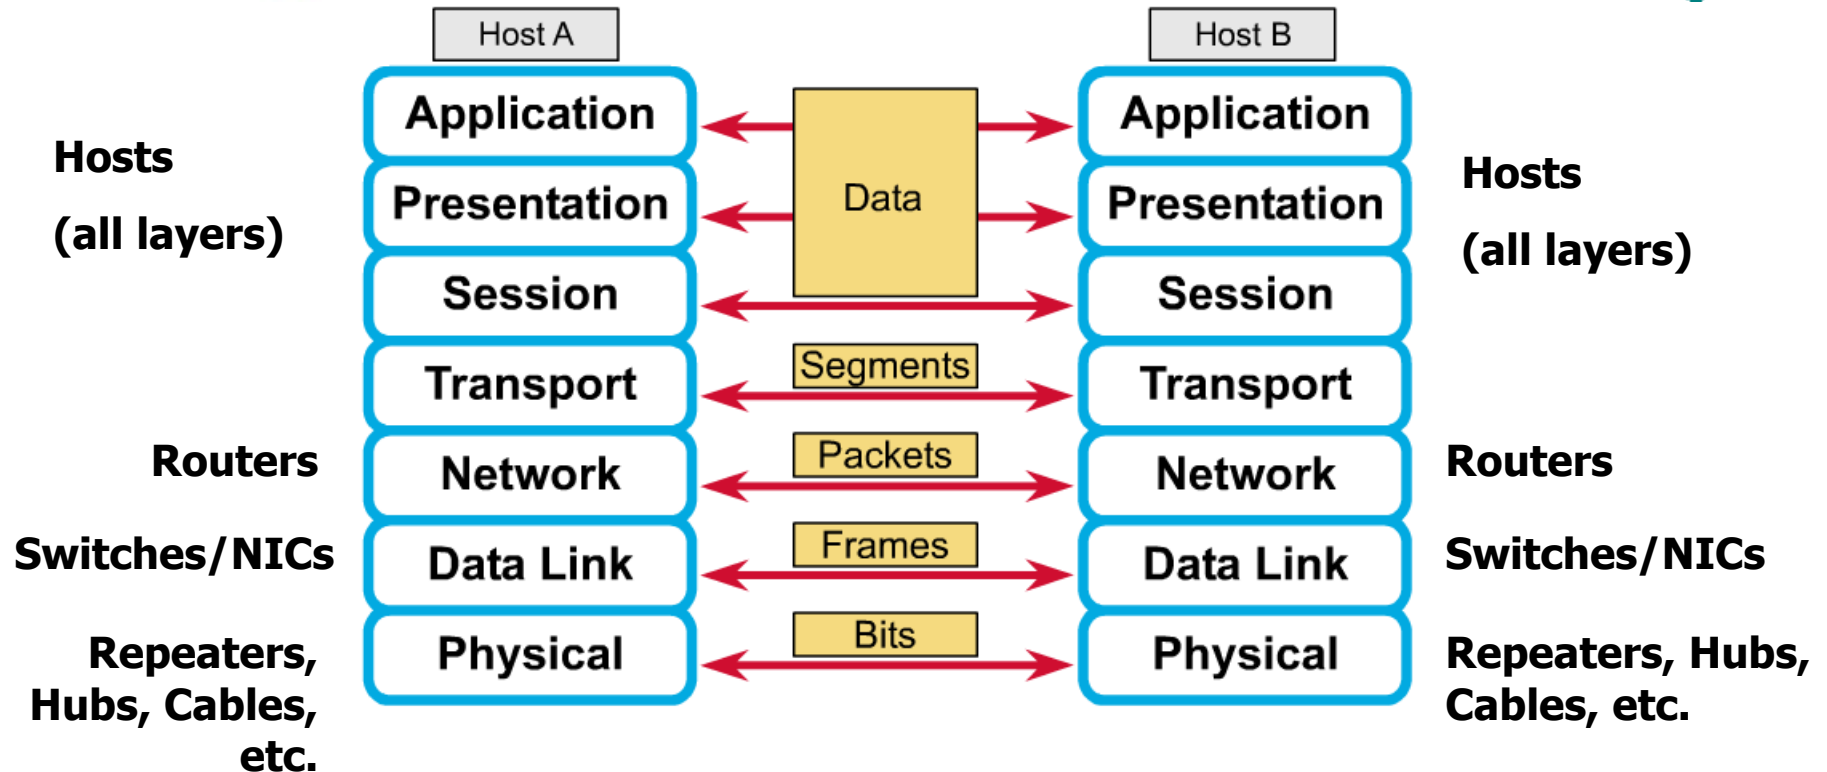 Host A
Host B
Hosts
(all layers)
Application
Presentation
Session
Transport
Network
Data Link
Physical
Routers
Switches/NICs
Repeaters,
Hubs, Cables,
etc.
Data
Segments
Packets
Frames
Bits
Application
Presentation
Session
Transport
Network
Data Link
Physical
Hosts
(all layers)
Routers
Switches/NICs
Repeaters, Hubs,
Cables, etc.